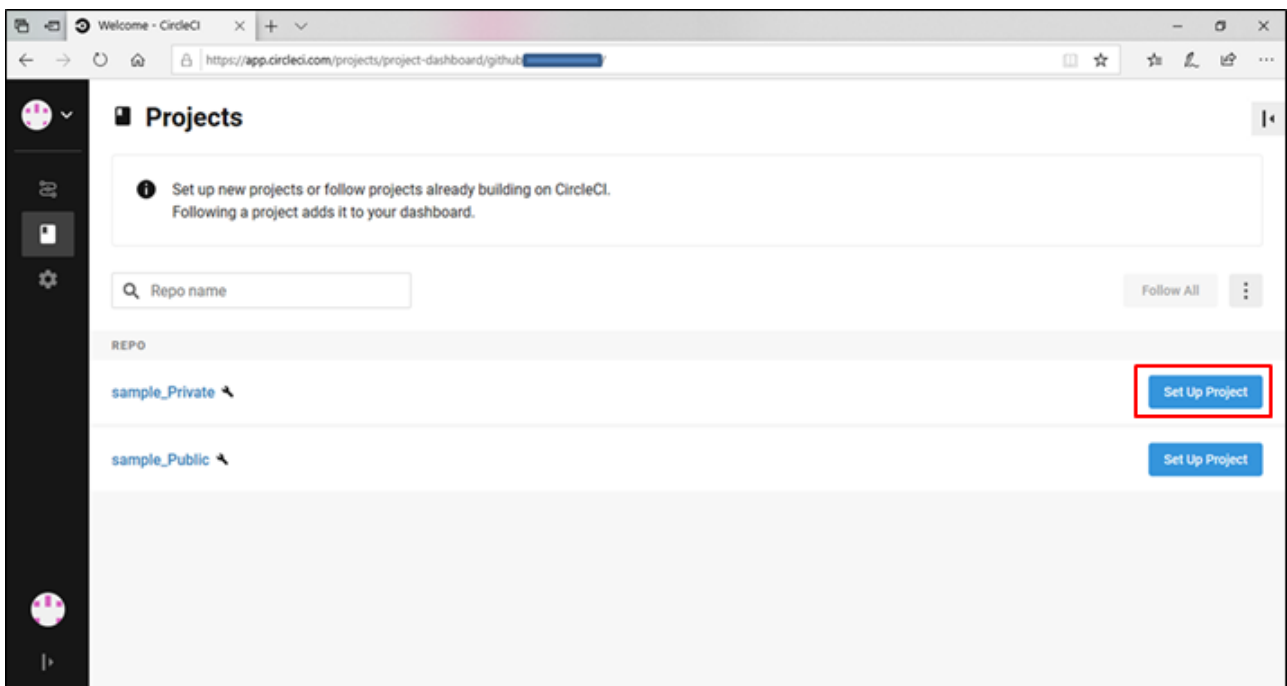 Welcome - CircleCI
https://app.circleci.com/projects/project-dashboard/github
Projects
Set up new projects or follow projects already building on CircleCI.
Following a project adds it to your dashboard.
Repo name
Follow All
REPO
sample_Private
Set Up Project
sample_Public
Set Up Project